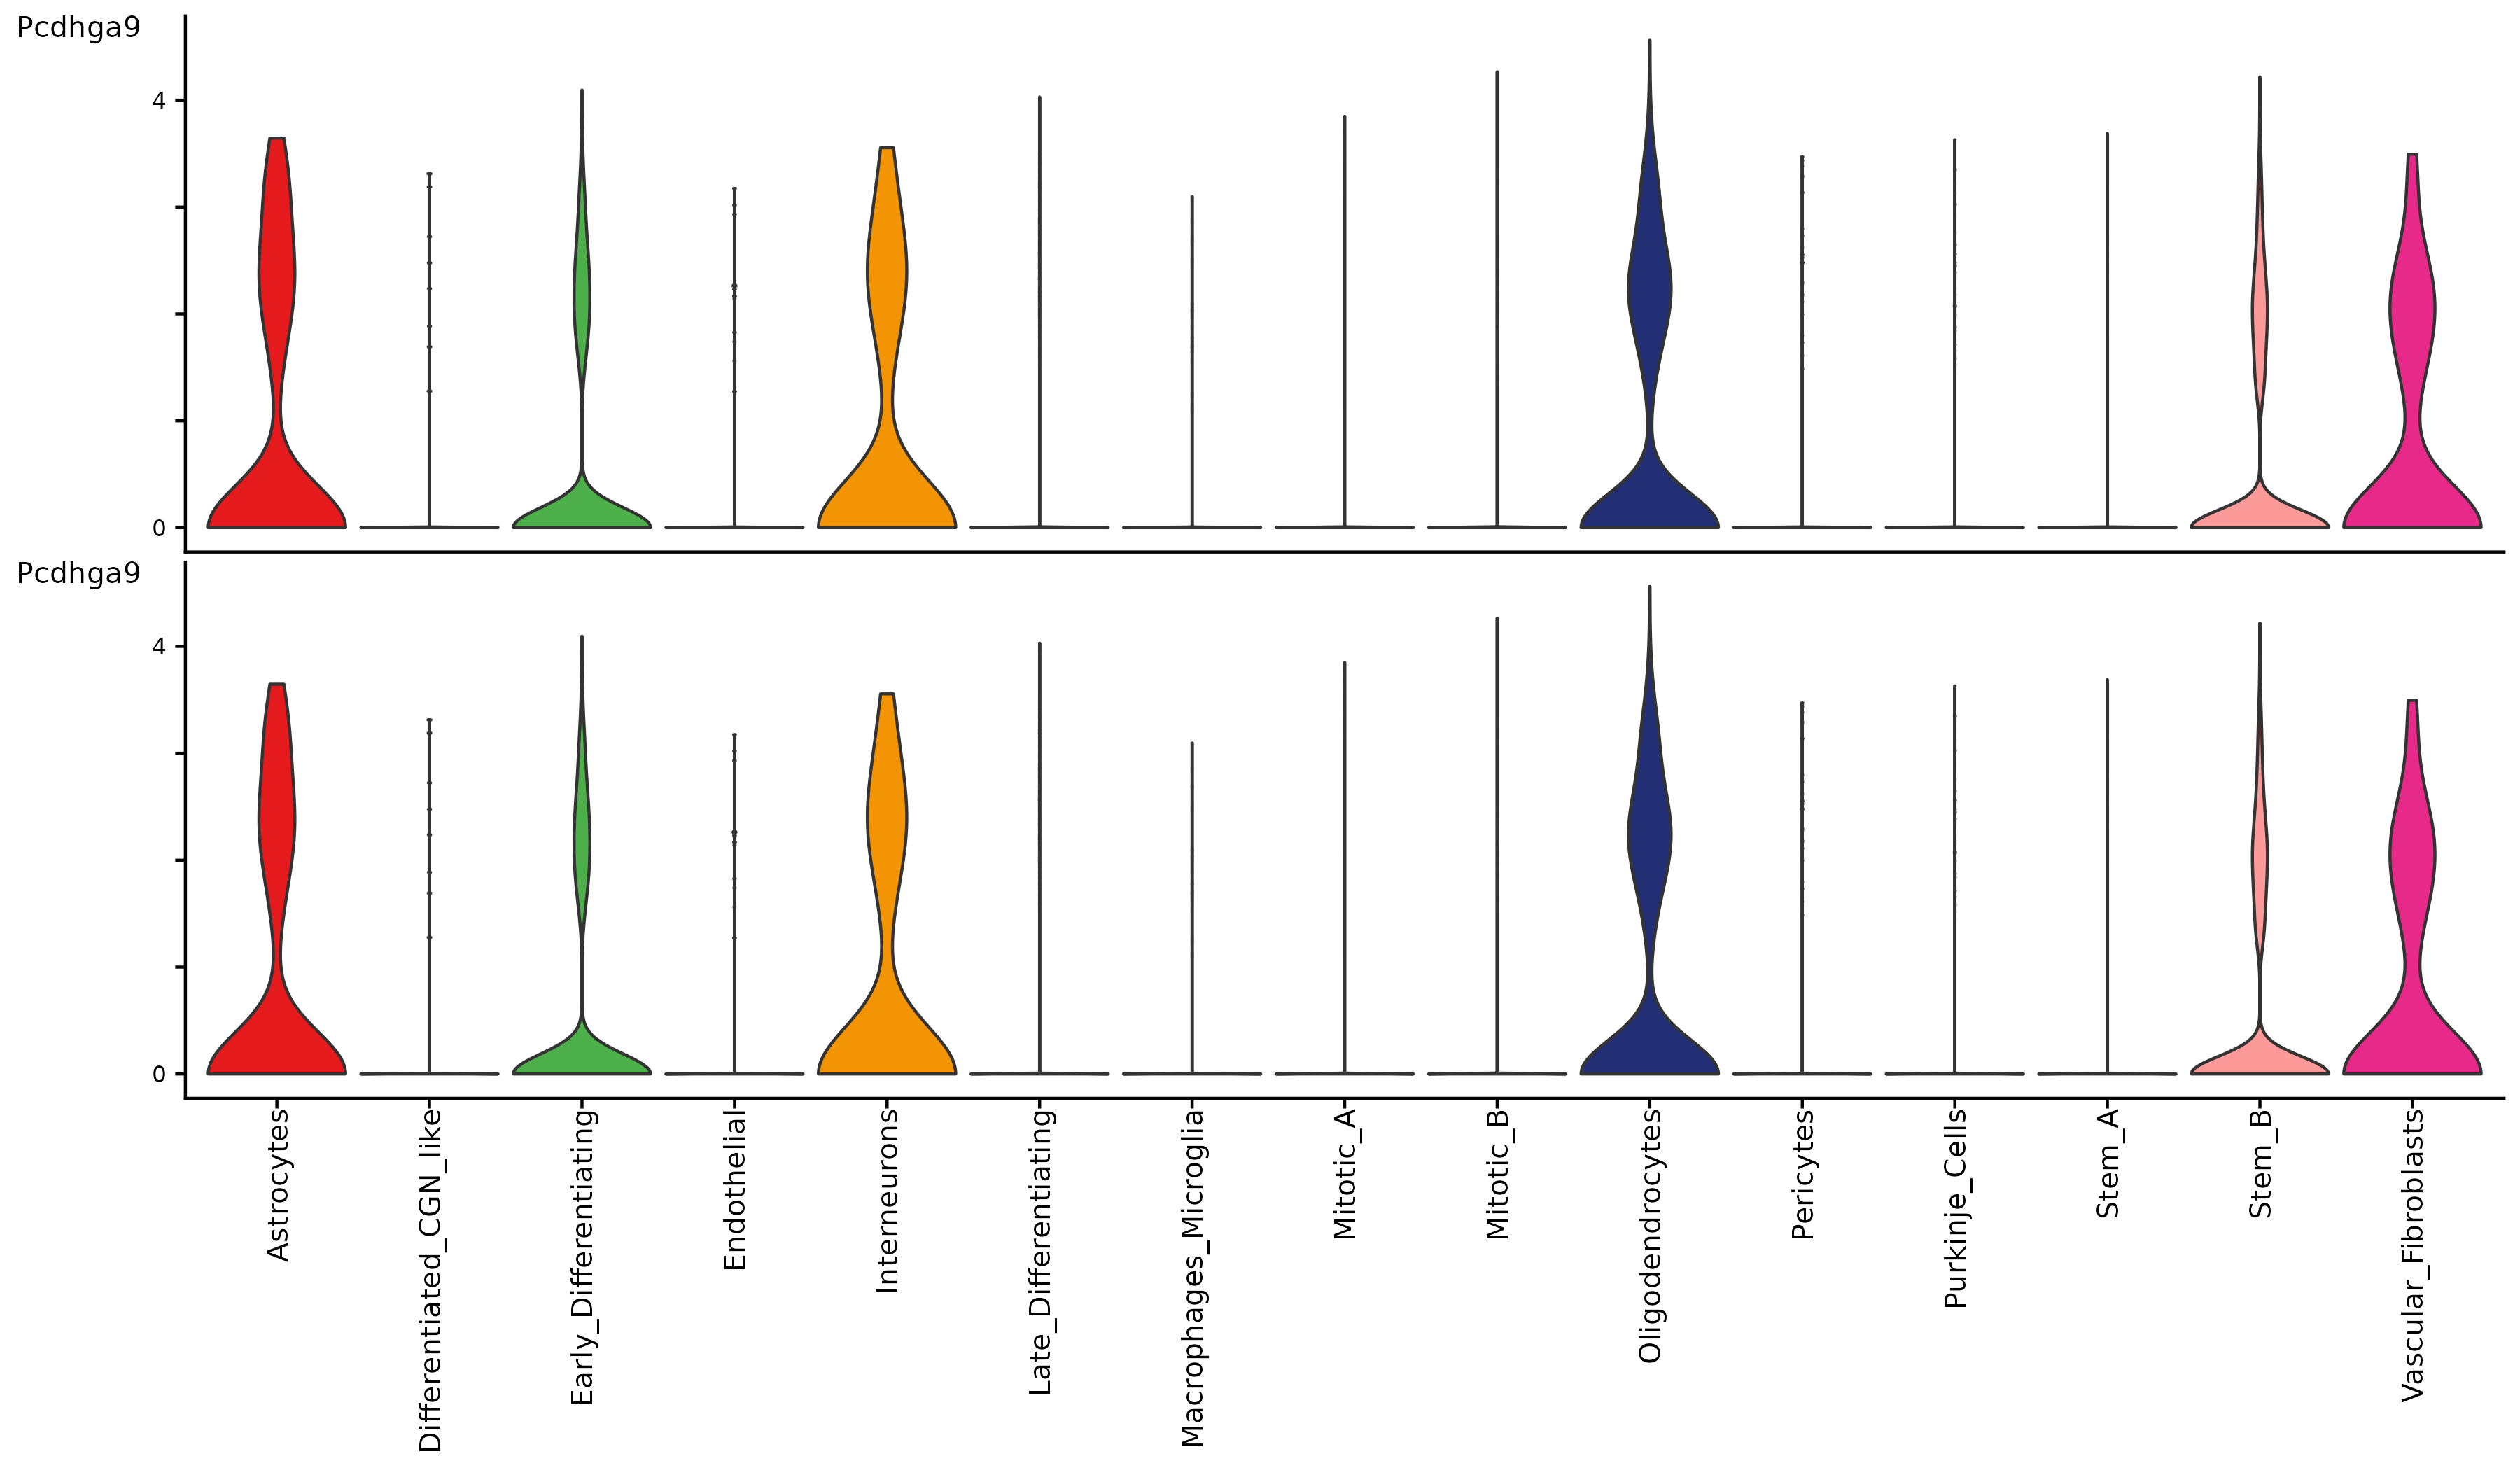 Pcdhga9
4
0
Pcdhga9
4
0
Astrocytes
Differentiated_CGN_like
Early_Differentiating
Endothelial
Interneurons
Late_Differentiating
Macrophages_Microglia
Mitotic_A
Mitotic_B
Oligodendrocytes
Pericytes
Purkinje_Cells
Stem_A
Stem_B
Vascular_Fibroblasts